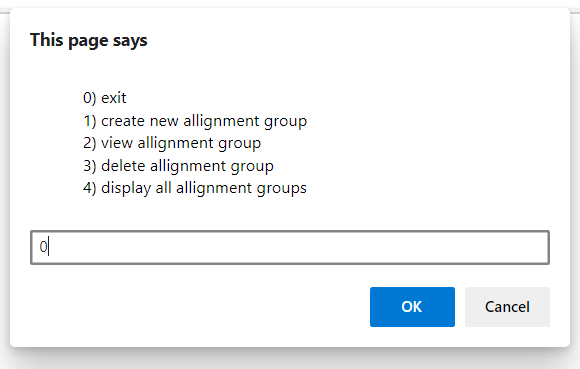 This page says
0) exit
1) create new allignment group
2) view allignment group
3) delete allignment group
4) display all allignment groups
0
OK
Cancel